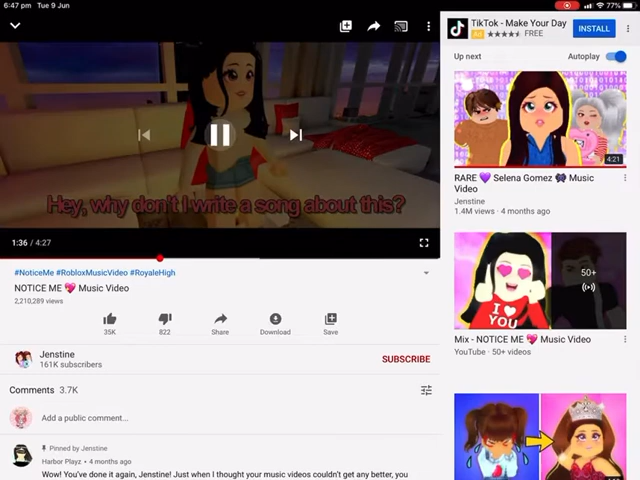 6:47 pm Tue 9 Jun
77%
Hey, why don't I write a song about this?
1:36 / 4:27
#NoticeMe #RobloxMusicVideo #RoyaleHigh
NOTICE ME 💘 Music Video
2,210,289 views
35K
822
Share
Download
Save
Jenstine
161K subscribers
SUBSCRIBE
Comments 3.7K
Add a public comment...
Pinned by Jenstine
Harbor Playz • 4 months ago
Wow! You've done it again, Jenstine! Just when I thought your music videos couldn't get any better, you
TikTok - Make Your Day
Ad FREE
INSTALL
Up next
Autoplay
4:21
RARE 💜 Selena Gomez 🎀 Music
Video
Jenstine
1.4M views · 4 months ago
I ❤ YOU
50+
Mix - NOTICE ME 💘 Music Video
YouTube · 50+ videos